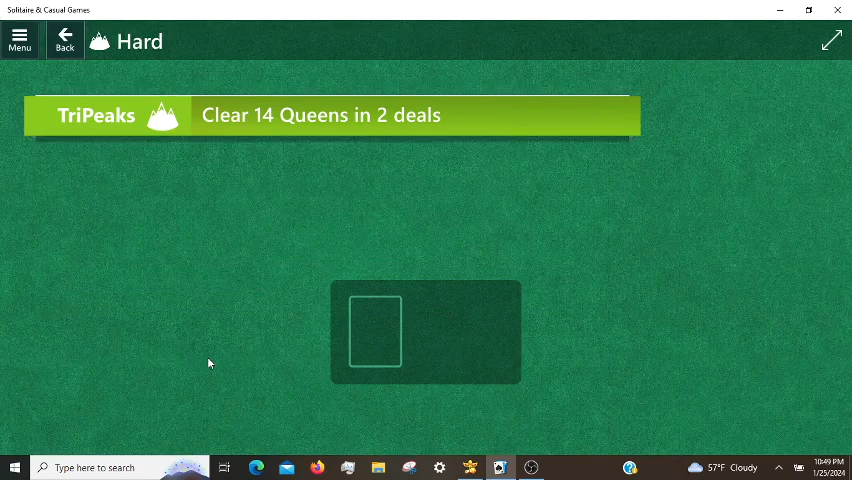 Solitaire & Casual Games
Menu
Back
Hard
TriPeaks
Clear 14 Queens in 2 deals
Type here to search
57°F Cloudy
10:49 PM
1/25/2024